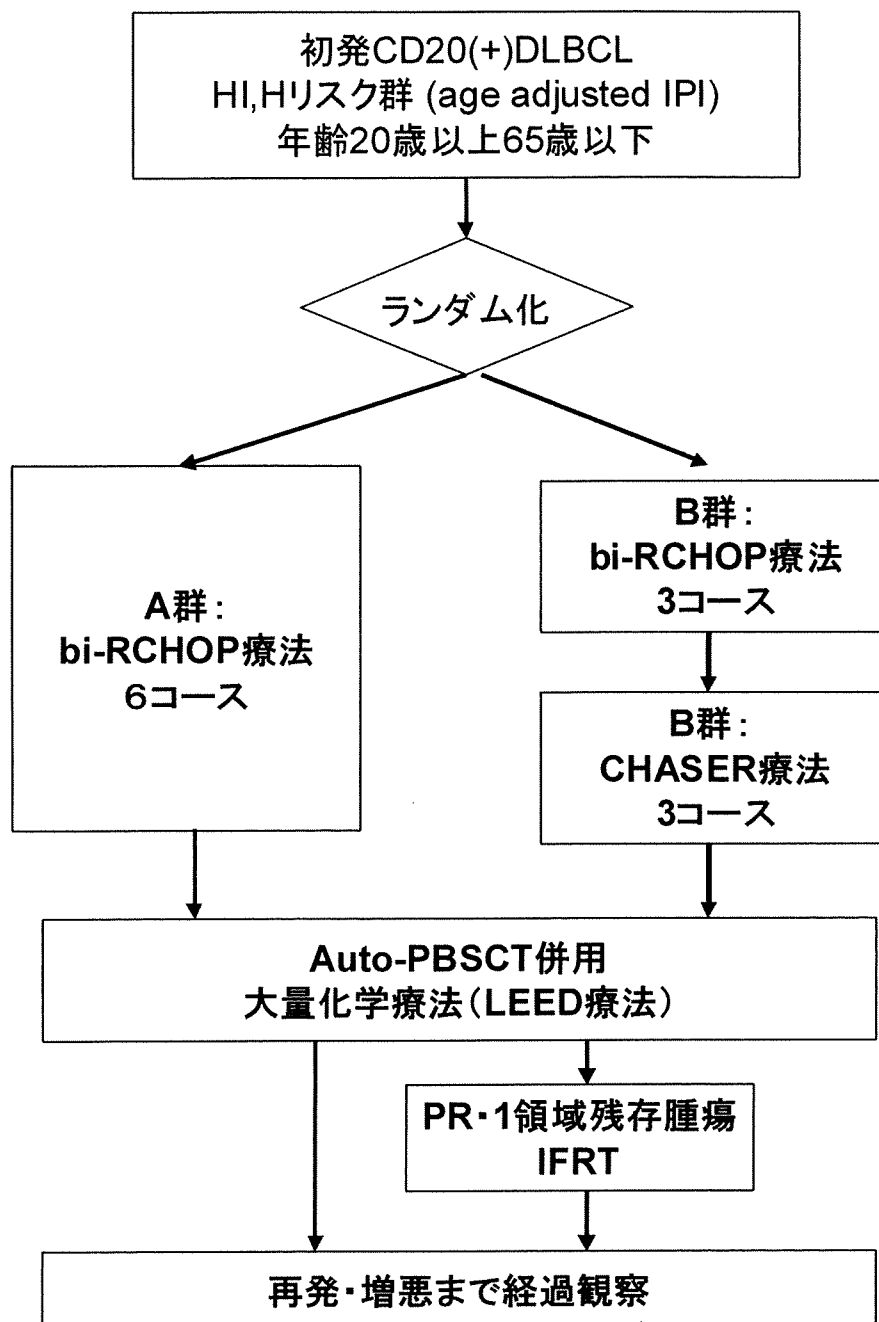 初発CD20(+)DLBCL
HI,Hリスク群 (age adjusted IPI)
年齢20歳以上65歳以下
ランダム化
A群：
bi-RCHOP療法
６コース
B群：
bi-RCHOP療法
3コース
B群：
CHASER療法
3コース
Auto-PBSCT併用
大量化学療法（LEED療法）
PR・1領域残存腫瘍
IFRT
再発・増悪まで経過観察